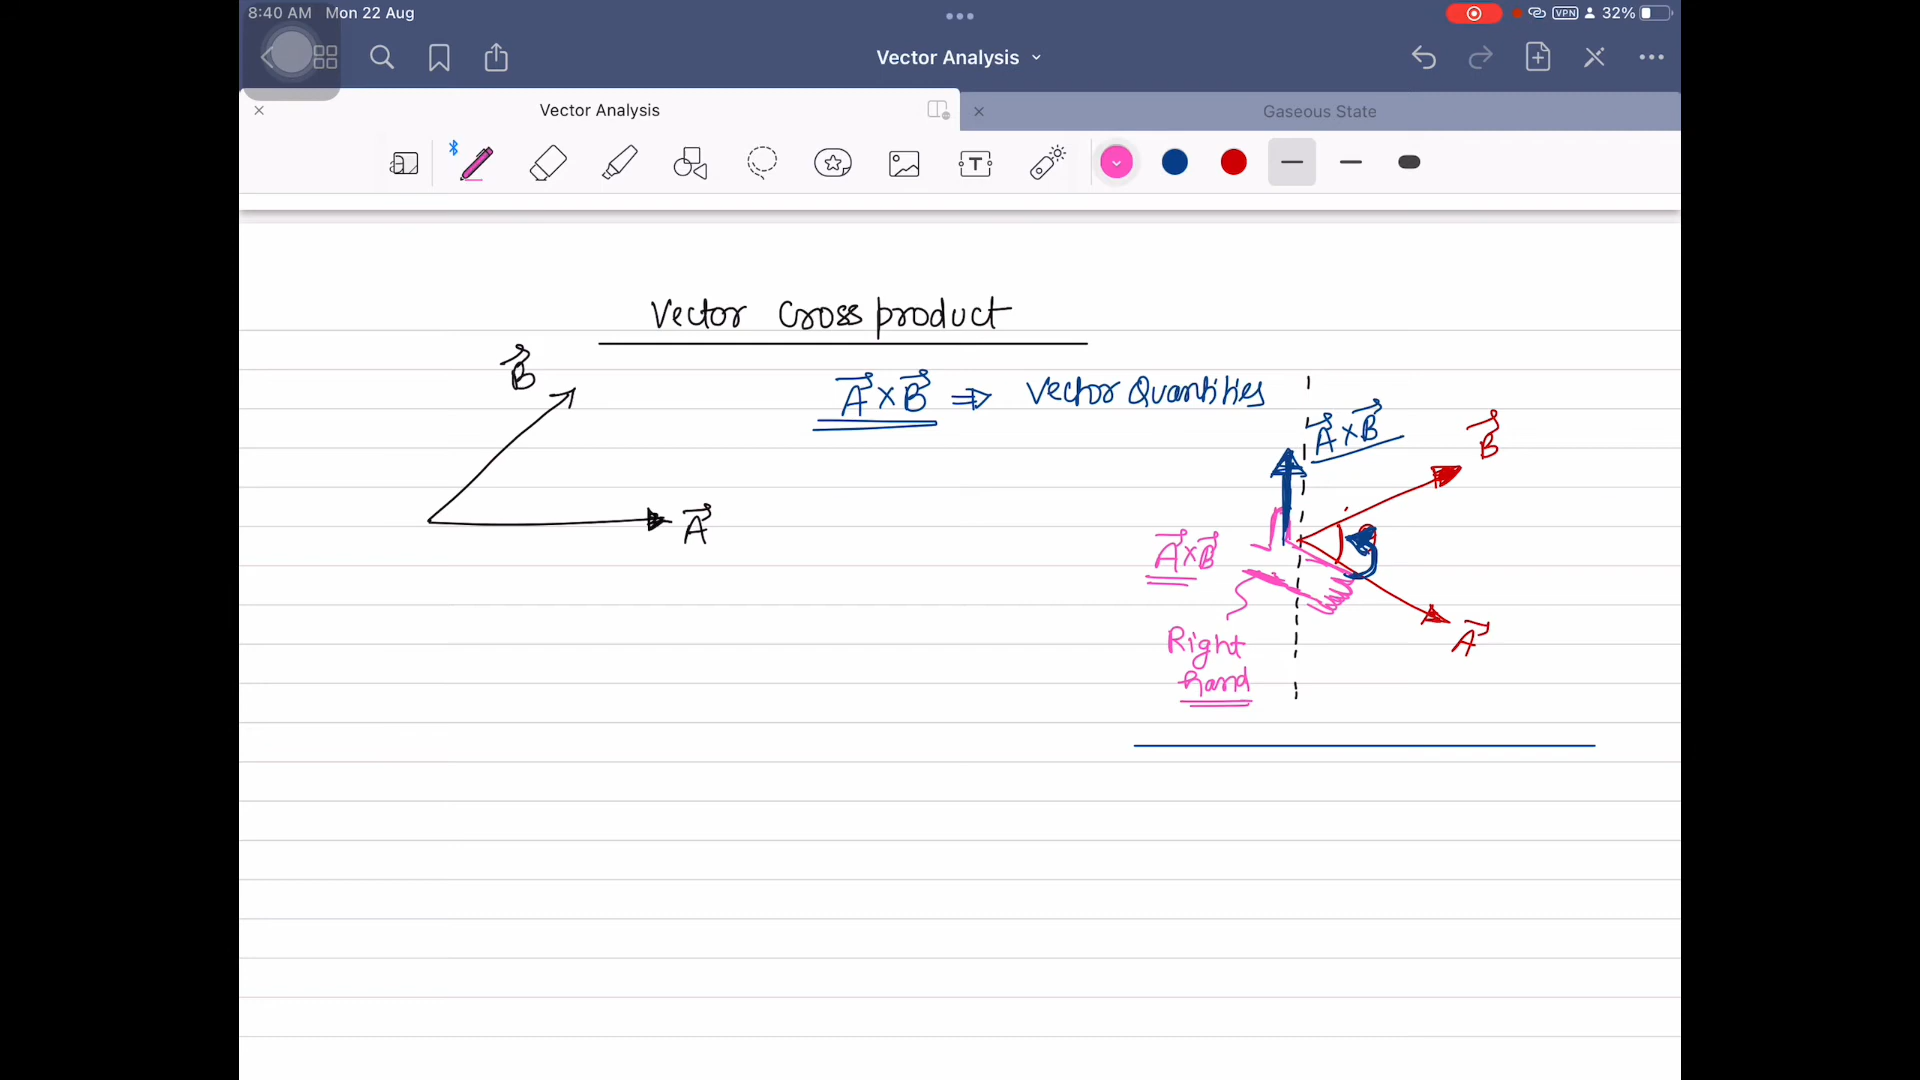 8:40 AM Mon 22 Aug
VPN 32%
Vector Analysis
Vector Analysis
Gaseous State
T
Vector Cross product
B⃗
A⃗ × B⃗ ⇒ Vector Quantities
A⃗ × B⃗
B⃗
A⃗
A⃗ × B⃗
A⃗
Right
hand